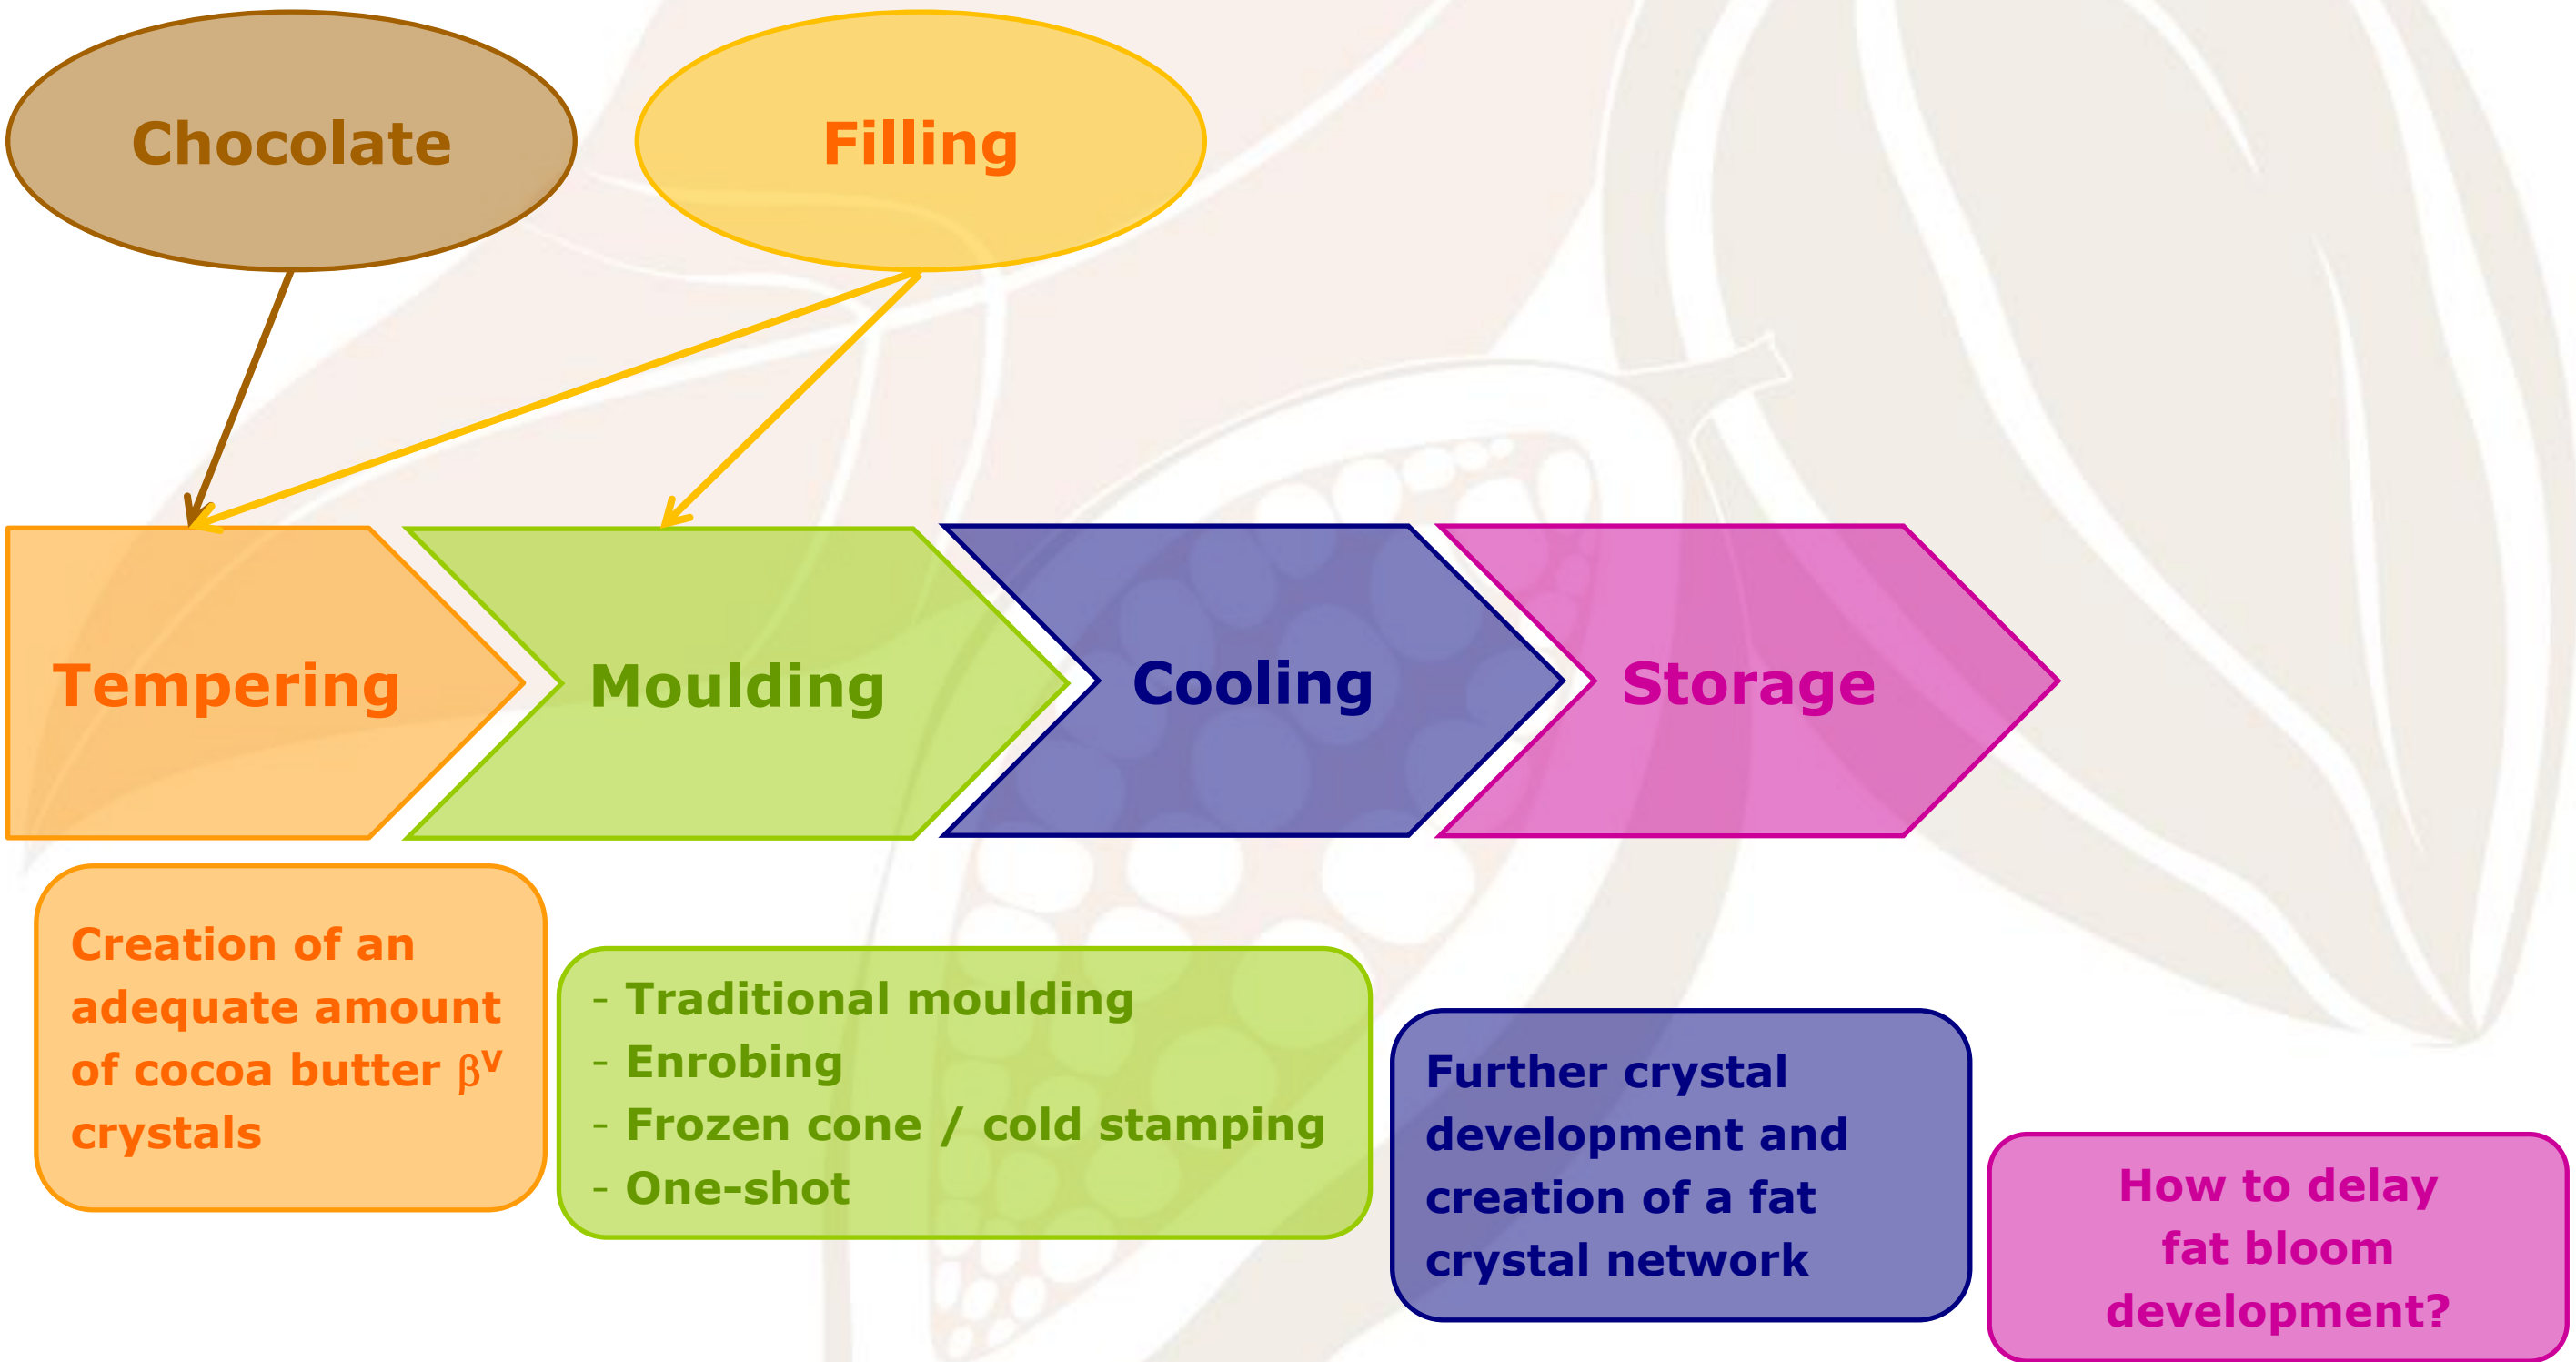 Chocolate
Filling
Tempering
Moulding
Cooling
Storage
Creation of an
adequate amount
of cocoa butter βᵛ
crystals
- Traditional moulding
- Enrobing
- Frozen cone / cold stamping
- One-shot
Further crystal
development and
creation of a fat
crystal network
How to delay
fat bloom
development?